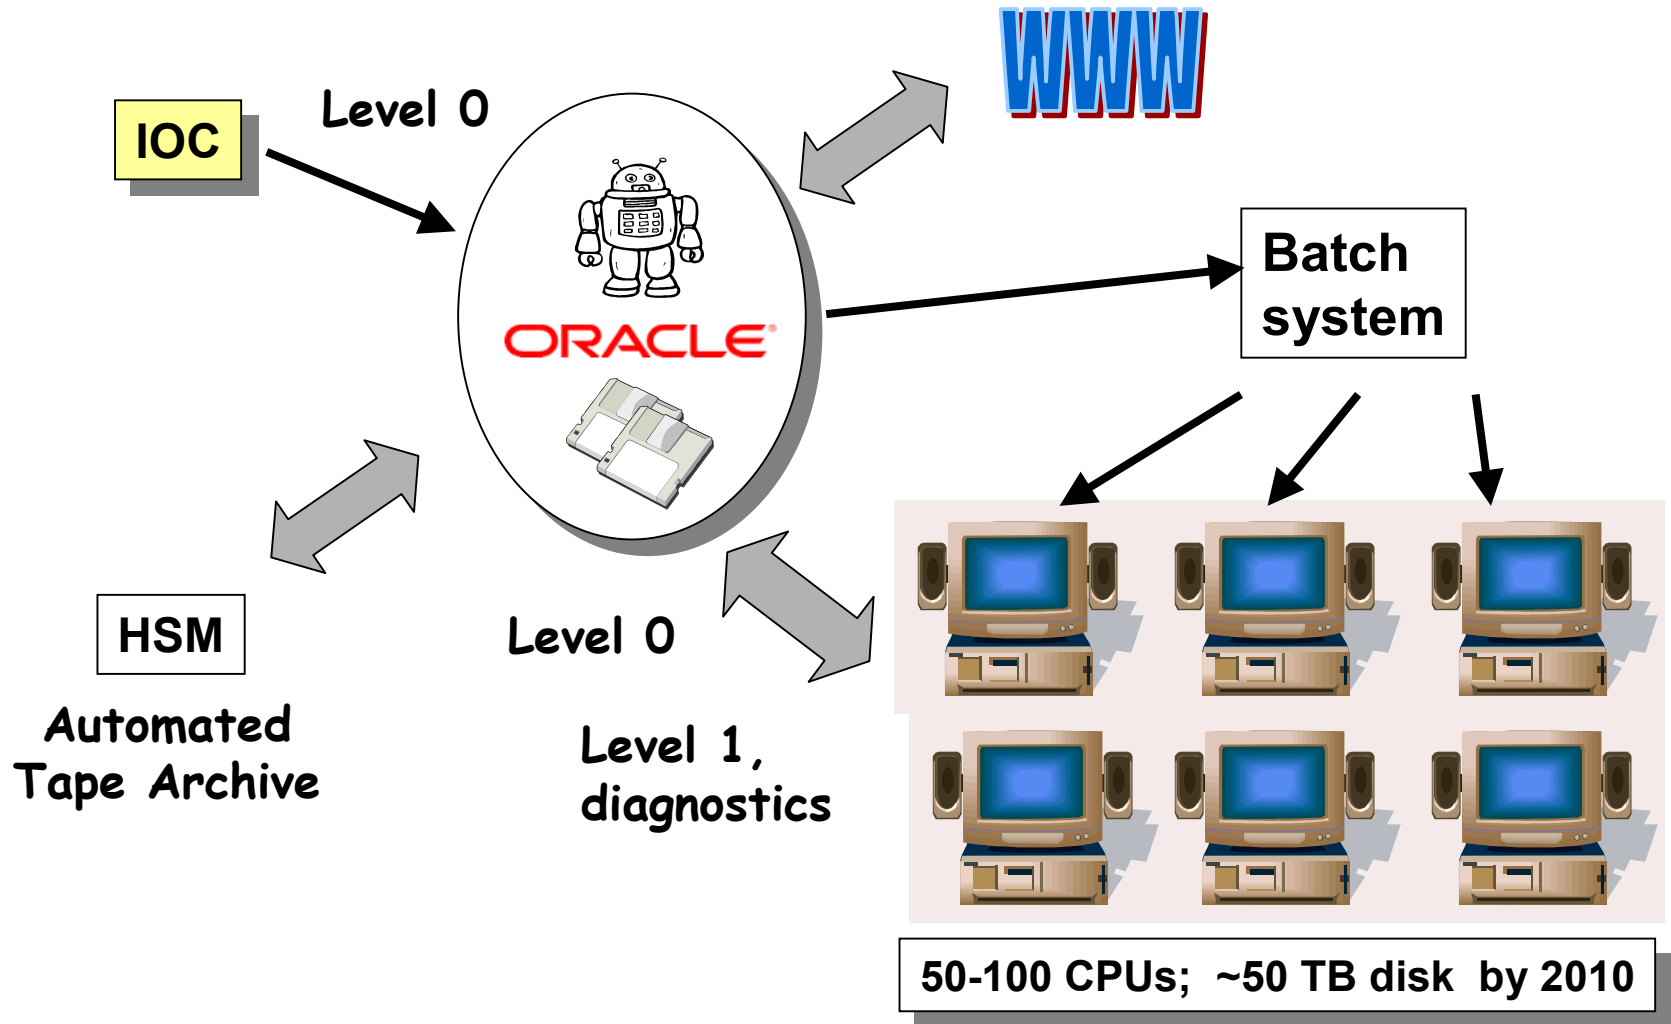 WWW
Level 0
IOC
Batch
system
ORACLE®
HSM
Level 0
Automated
Tape Archive
Level 1,
diagnostics
50-100 CPUs; ~50 TB disk by 2010